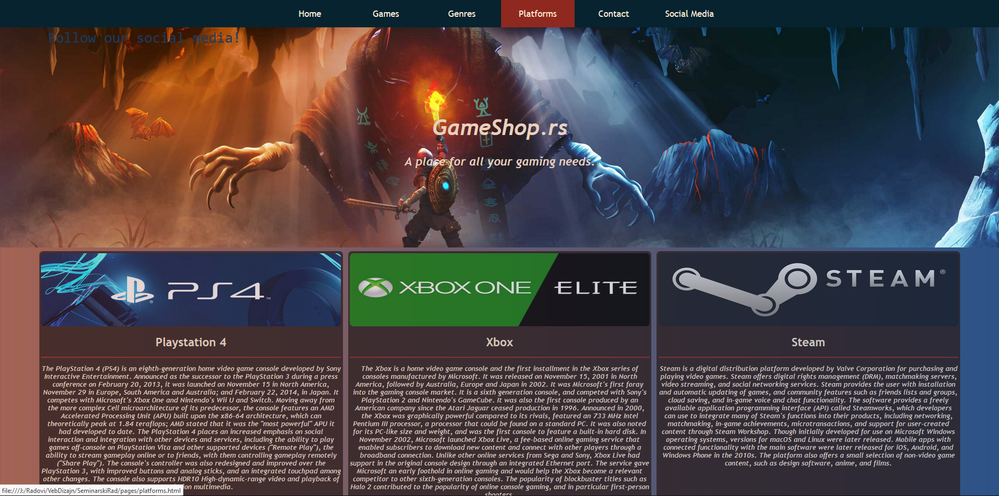 Home Games Genres Platforms Contact Social Media
Follow our social media!
GameShop.rs
A place for all your gaming needs.
PS4™
®
XBOX ONE ELITE
STEAM®
Playstation 4
The PlayStation 4 (PS4) is an eighth-generation home video game console developed by Sony
Interactive Entertainment. Announced as the successor to the PlayStation 3 during a press
conference on February 20, 2013, it was launched on November 15 in North America,
November 29 in Europe, South America and Australia; and February 22, 2014, in Japan. It
competes with Microsoft's Xbox One and Nintendo's Wii U and Switch. Moving away from
the more complex Cell microarchitecture of its predecessor, the console features an AMD
Accelerated Processing Unit (APU) built upon the x86-64 architecture, which can
theoretically peak at 1.84 teraflops; AMD stated that it was the "most powerful" APU it
had developed to date. The PlayStation 4 places an increased emphasis on social
interaction and integration with other devices and services, including the ability to play
games off-console on PlayStation Vita and other supported devices ("Remote Play"), the
ability to stream gameplay online or to friends, with them controlling gameplay remotely
("Share Play"). The console's controller was also redesigned and improved over the
PlayStation 3, with improved buttons and analog sticks, and an integrated touchpad among
other changes. The console also supports HDR10 High-dynamic-range video and playback of
multimedia.
Xbox
The Xbox is a home video game console and the first installment in the Xbox series of
consoles manufactured by Microsoft. It was released on November 15, 2001 in North
America, followed by Australia, Europe and Japan in 2002. It was Microsoft's first foray
into the gaming console market. It is a sixth generation console, and competed with Sony's
PlayStation 2 and Nintendo's GameCube. It was also the first console produced by an
American company since the Atari Jaguar ceased production in 1996. Announced in 2000,
the Xbox was graphically powerful compared to its rivals, featured an 733 MHz Intel
Pentium III processor, a processor that could be found on a standard PC. It was also noted
for its PC-like size and weight, and was the first console to feature a built-in hard disk. In
November 2002, Microsoft launched Xbox Live, a fee-based online gaming service that
enabled subscribers to download new content and connect with other players through a
broadband connection. Unlike other online services from Sega and Sony, Xbox Live had
support in the original console design through an integrated Ethernet port. The service gave
Microsoft an early foothold in online gaming and would help the Xbox become a relevant
competitor to other sixth-generation consoles. The popularity of blockbuster titles such as
Halo 2 contributed to the popularity of online console gaming, and in particular first-person
shooters
Steam
Steam is a digital distribution platform developed by Valve Corporation for purchasing and
playing video games. Steam offers digital rights management (DRM), matchmaking servers,
video streaming, and social networking services. Steam provides the user with installation
and automatic updating of games, and community features such as friends lists and groups,
cloud saving, and in-game voice and chat functionality. The software provides a freely
available application programming interface (API) called Steamworks, which developers
can use to integrate many of Steam's functions into their products, including networking,
matchmaking, in-game achievements, microtransactions, and support for user-created
content through Steam Workshop. Though initially developed for use on Microsoft Windows
operating systems, versions for macOS and Linux were later released. Mobile apps with
connected functionality with the main software were later released for iOS, Android, and
Windows Phone in the 2010s. The platform also offers a small selection of non-video game
content, such as design software, anime, and films.
file:///J:/Radovi/VebDizajn/SeminarskiRad/pages/platforms.html